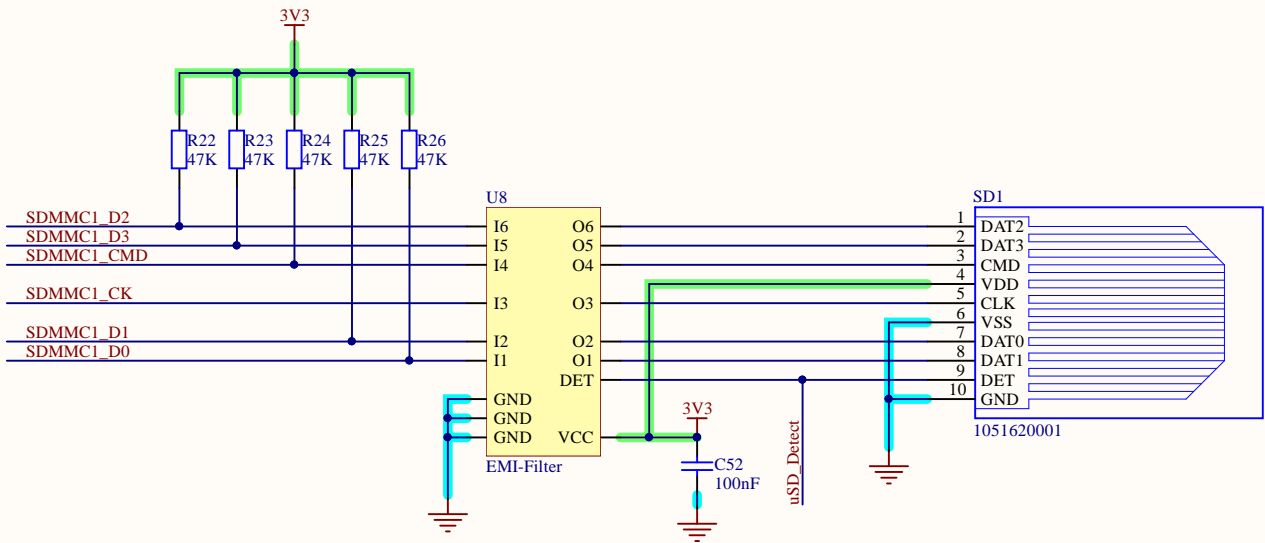 3V3
R22
47K
R23
47K
R24
47K
R25
47K
R26
47K
SDMMC1_D2
SDMMC1_D3
SDMMC1_CMD
SDMMC1_CK
SDMMC1_D1
SDMMC1_D0
U8
I6
I5
I4
I3
I2
I1
GND
GND
GND
O6
O5
O4
O3
O2
O1
DET
VCC
EMI-Filter
3V3
C52
100nF
uSD_Detect
SD1
1 DAT2
2 DAT3
3 CMD
4 VDD
5 CLK
6 VSS
7 DAT0
8 DAT1
9 DET
10 GND
1051620001